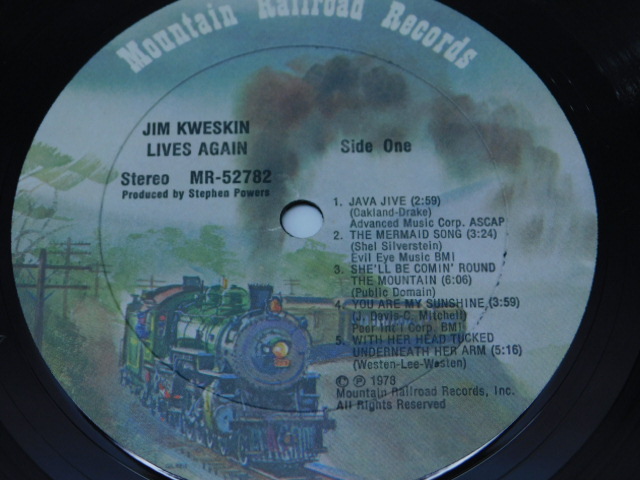 Mountain Railroad Records
JIM KWESKIN
LIVES AGAIN
Stereo MR-52782
Produced by Stephen Powers
Side One
1. JAVA JIVE (2:59)
(Oakland-Drake)
Advanced Music Corp. ASCAP
2. THE MERMAID SONG (3:24)
(Shel Silverstein)
Evil Eye Music BMI
3. SHE'LL BE COMIN' ROUND
THE MOUNTAIN (6:06)
(Public Domain)
4. YOU ARE MY SUNSHINE (3:59)
(J. Davis-C. Mitchell)
Peer Int'l Corp. BMI
5. WITH HER HEAD TUCKED
UNDERNEATH HER ARM (5:16)
(Westen-Lee-Westen)
© ℗ 1978
Mountain Railroad Records, Inc.
All Rights Reserved